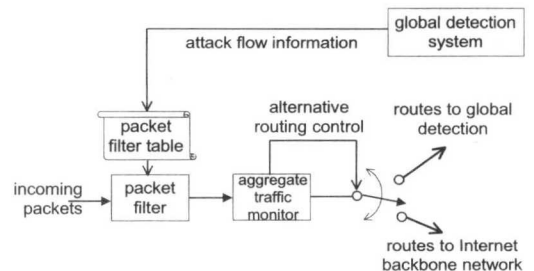 global detection
system
attack flow information
alternative
routing control
routes to global
detection
packet
filter table
incoming
packets
packet
filter
aggregate
traffic
monitor
routes to Internet
backbone network